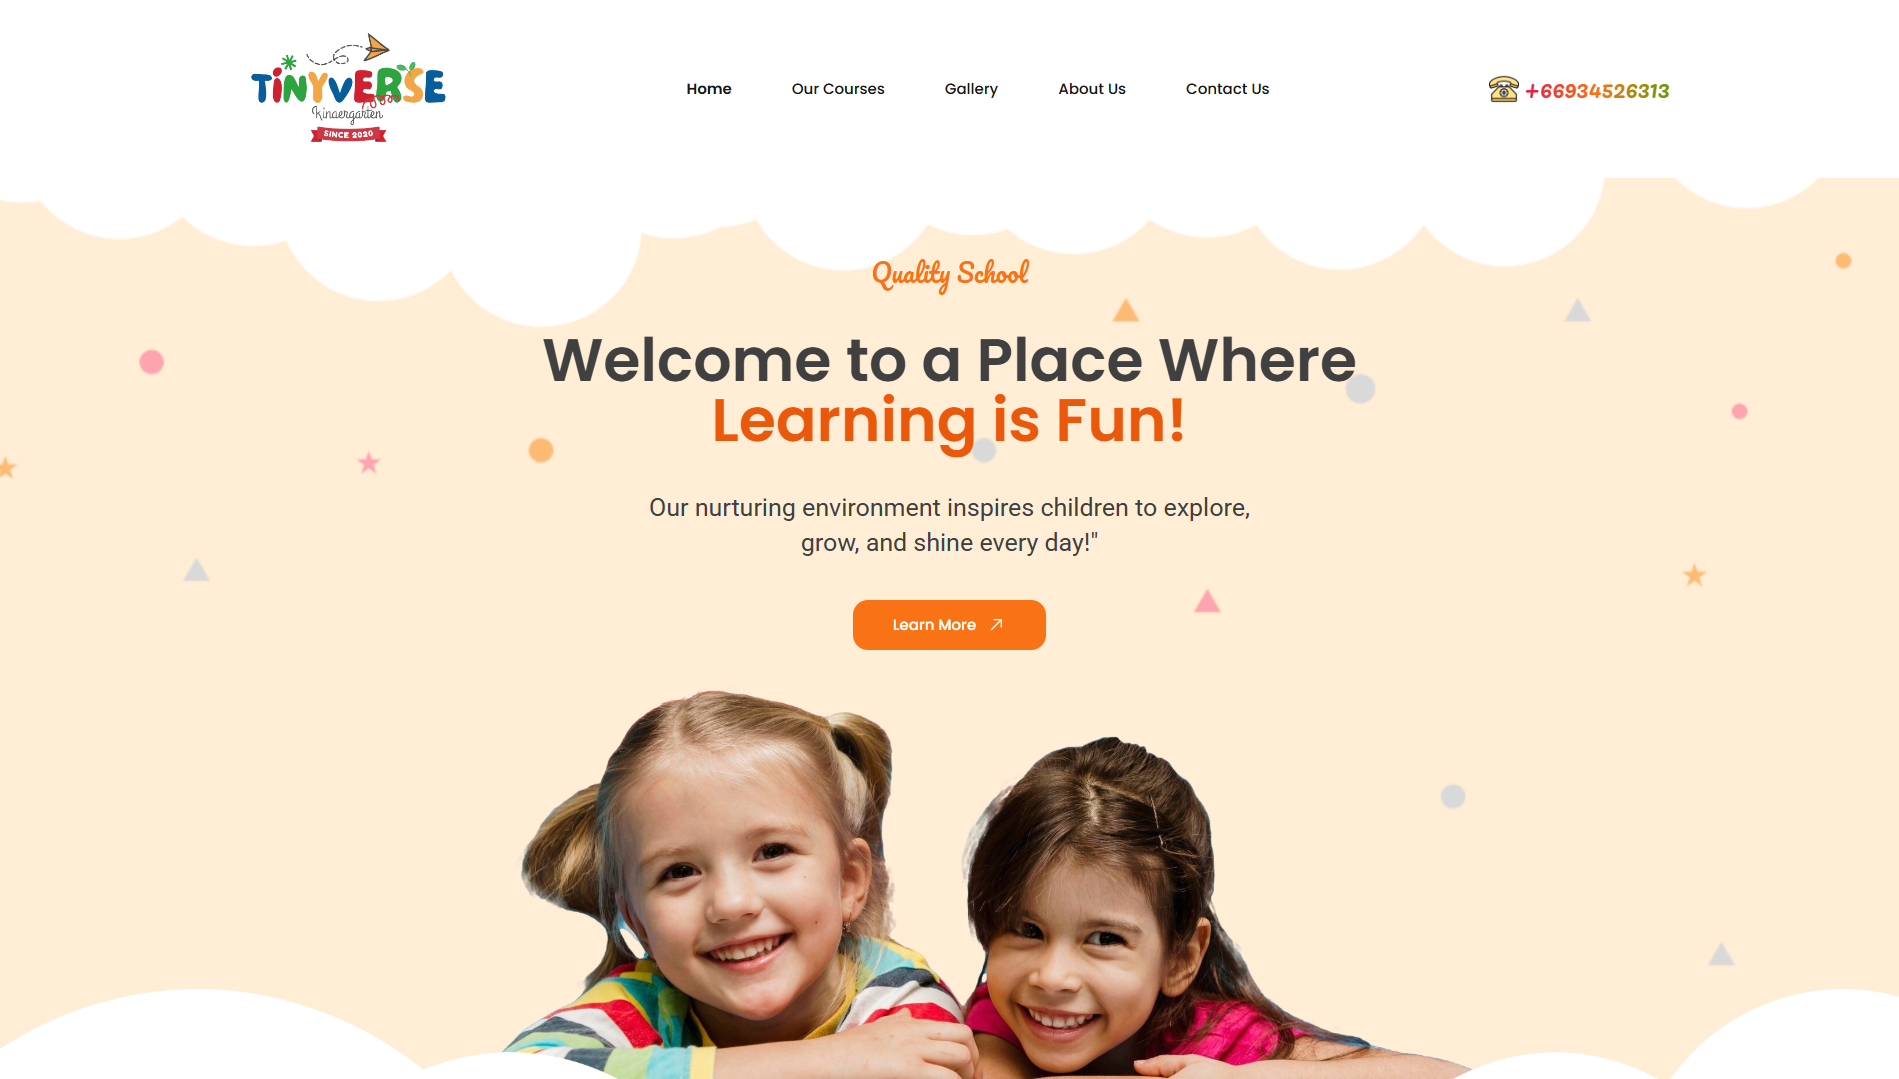 TINYVERSE
Kindergarten
SINCE 2020
Home
Our Courses
Gallery
About Us
Contact Us
+66934526313
Quality School
Welcome to a Place Where
Learning is Fun!
Our nurturing environment inspires children to explore,
grow, and shine every day!"
Learn More